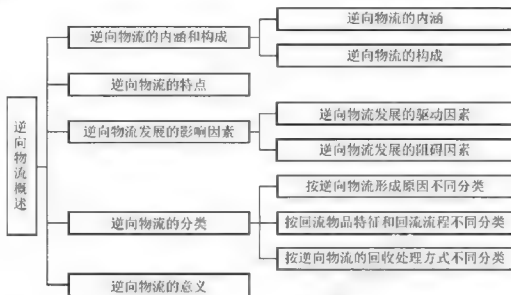 逆向物流概述
逆向物流的内涵和构成
逆向物流的内涵
逆向物流的构成
逆向物流的特点
逆向物流发展的影响因素
逆向物流发展的驱动因素
逆向物流发展的阻碍因素
逆向物流的分类
按逆向物流形成原因不同分类
按回流物品特征和回流流程不同分类
按逆向物流的回收处理方式不同分类
逆向物流的意义